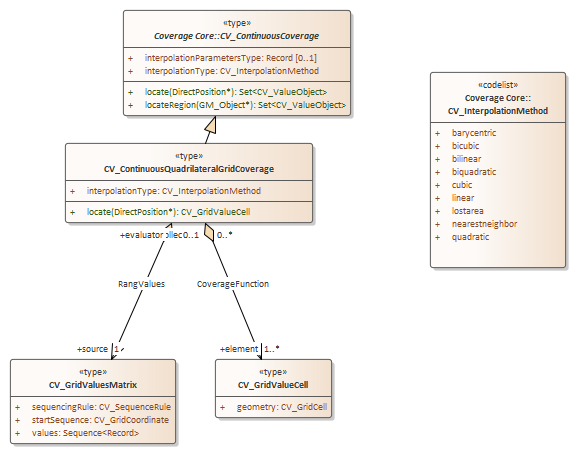 «type»
Coverage Core::CV_ContinuousCoverage
+ interpolationParametersType: Record [0..1]
+ interpolationType: CV_InterpolationMethod
+ locate(DirectPosition*): Set<CV_ValueObject>
+ locateRegion(GM_Object*): Set<CV_ValueObject>
«codelist»
Coverage Core::
CV_InterpolationMethod
+ barycentric
+ bicubic
+ bilinear
+ biquadratic
+ cubic
+ linear
+ lostarea
+ nearestneighbor
+ quadratic
«type»
CV_ContinuousQuadrilateralGridCoverage
+ interpolationType: CV_InterpolationMethod
+ locate(DirectPosition*): CV_GridValueCell
+evaluator 0..1 0..*
RangValues
CoverageFunction
+source 1
+element 1..*
«type»
CV_GridValuesMatrix
+ sequencingRule: CV_SequenceRule
+ startSequence: CV_GridCoordinate
+ values: Sequence<Record>
«type»
CV_GridValueCell
+ geometry: CV_GridCell